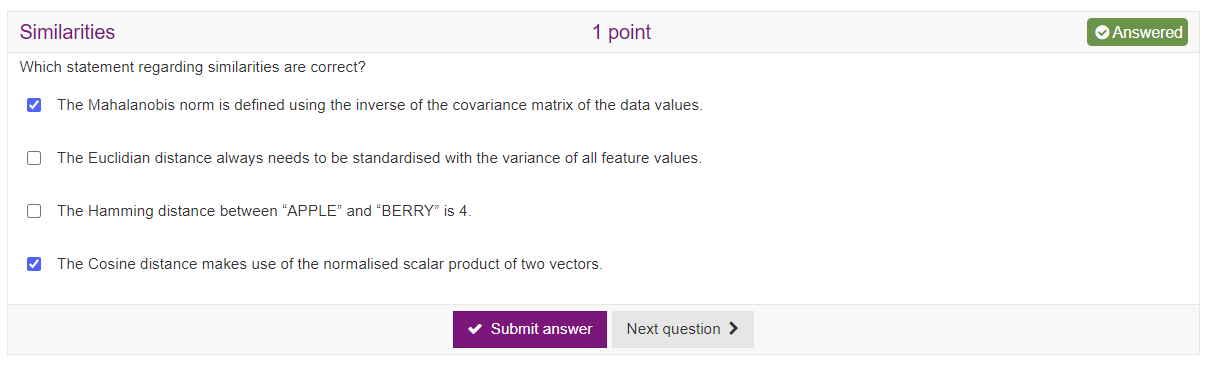 Similarities
1 point
Answered
Which statement regarding similarities are correct?
The Mahalanobis norm is defined using the inverse of the covariance matrix of the data values.
The Euclidian distance always needs to be standardised with the variance of all feature values.
The Hamming distance between “APPLE” and “BERRY” is 4.
The Cosine distance makes use of the normalised scalar product of two vectors.
Submit answer
Next question